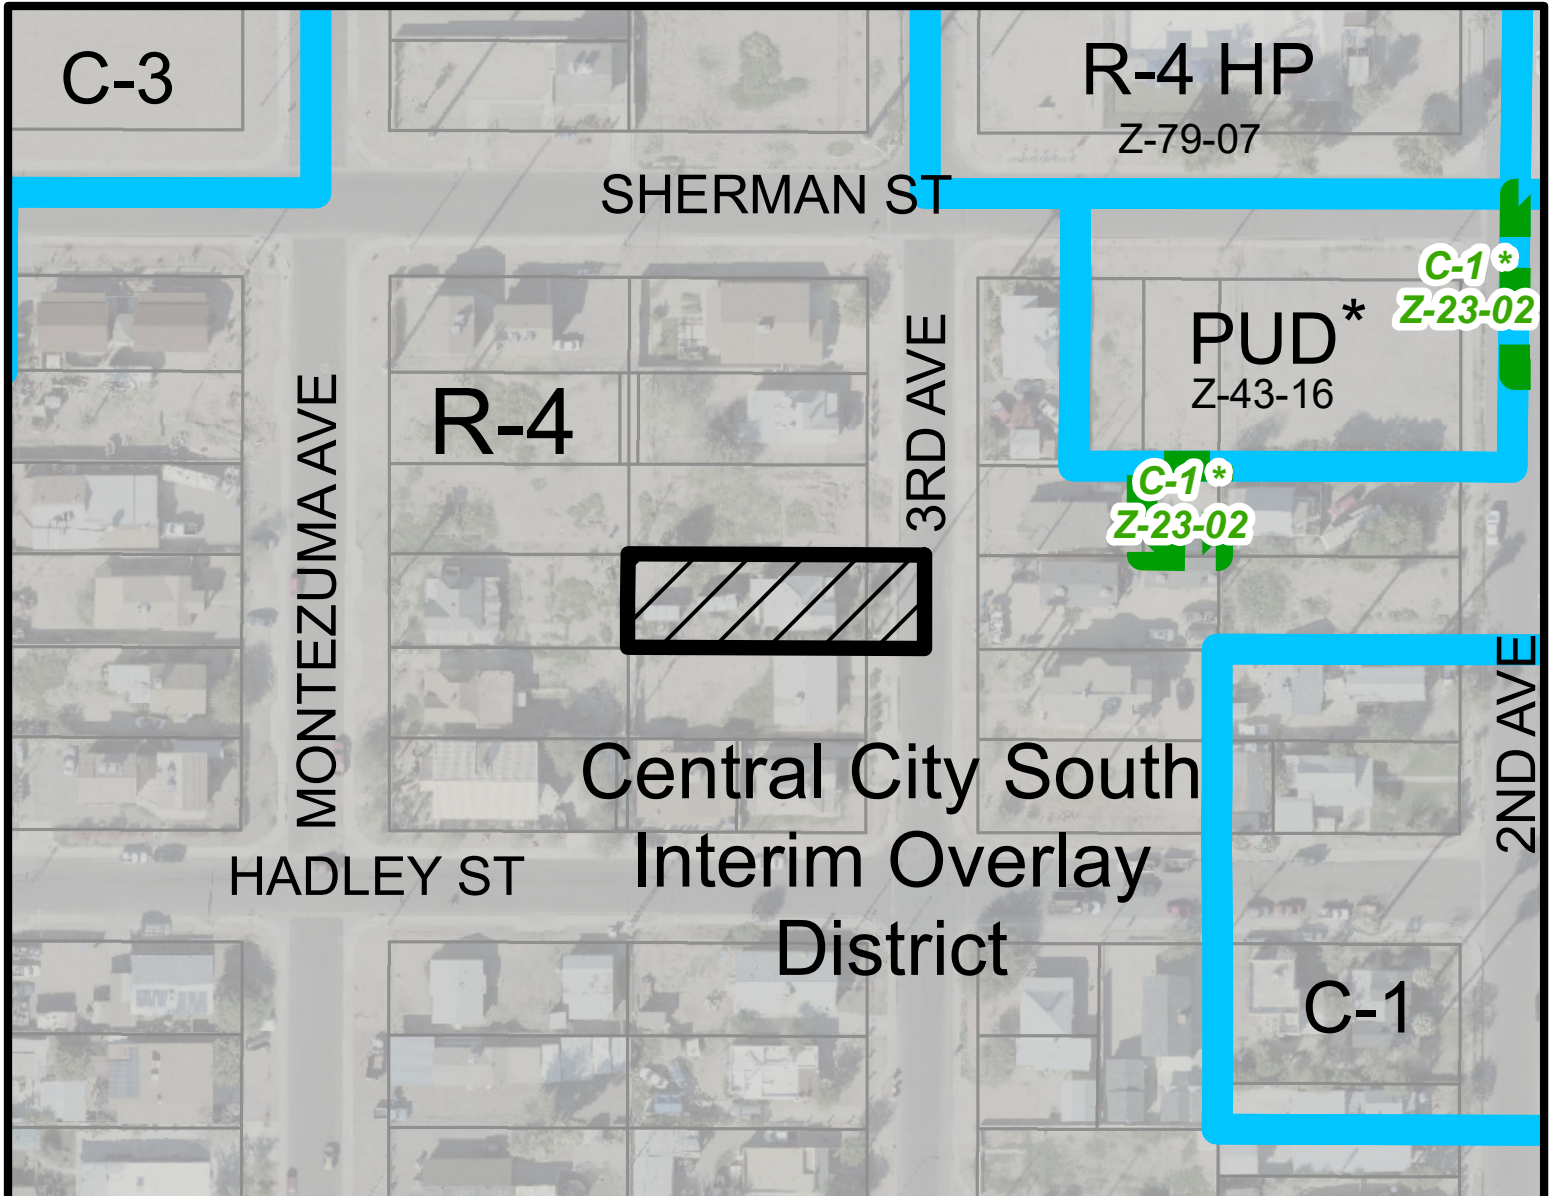 C-3
R-4 HP
Z-79-07
SHERMAN ST
C-1 *
Z-23-02
PUD*
Z-43-16
3RD AVE
MONTEZUMA AVE
R-4
C-1 *
Z-23-02
2ND AVE
Central City South
Interim Overlay
District
HADLEY ST
C-1